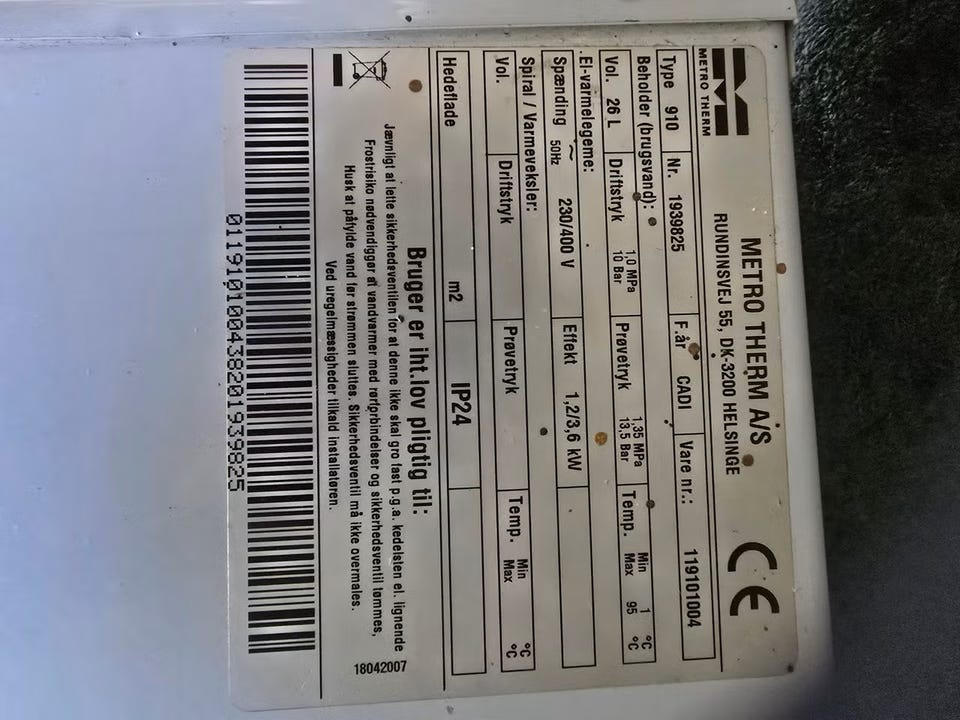 METRO THERM
METRO THERM A/S
RUNDINSVEJ 55, DK-3200 HELSINGE
CE
Type 910 Nr. 1939825 F.år CADI Vare nr.: 119101004
Beholder (brugsvand):
Vol. 26 L Driftstryk 1,0 MPa 10 Bar Prøvetryk 1,35 MPa 13,5 Bar Temp. Min 1 °C Max 95 °C
El-varmelegeme:
Spænding ~ 50Hz 230/400 V Effekt 1,2/3,6 kW
Spiral / Varmeveksler:
Vol. Driftstryk Prøvetryk Temp. Min °C Max °C
Hedeflade m2 IP24
Bruger er iht.lov pligtig til:
Jævnligt at lette sikkerhedsventilen for at denne ikke skal gro fast p.g.a. kedelsten el. lignende
Frostrisiko nødvendiggør at vandvarmer med rørforbindelser og sikkerhedsventil tømmes,
Husk at påfylde vand før strømmen sluttes. Sikkerhedsventil må ikke overmales.
Ved uregelmæssigheder tilkald installatøren.
18042007
011910100438201939825